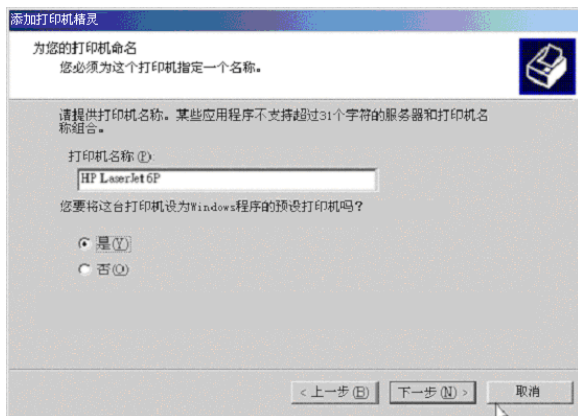 添加打印机精灵
为您的打印机命名
您必须为这个打印机指定一个名称。
请提供打印机名称。某些应用程序不支持超过31个字符的服务器和打印机名
称组合。
打印机名称(P):
HP LaserJet 6P
您要将这台打印机设为Windows程序的预设打印机吗？
是(Y)
否(O)
<上一步(B) 下一步(N)> 取消